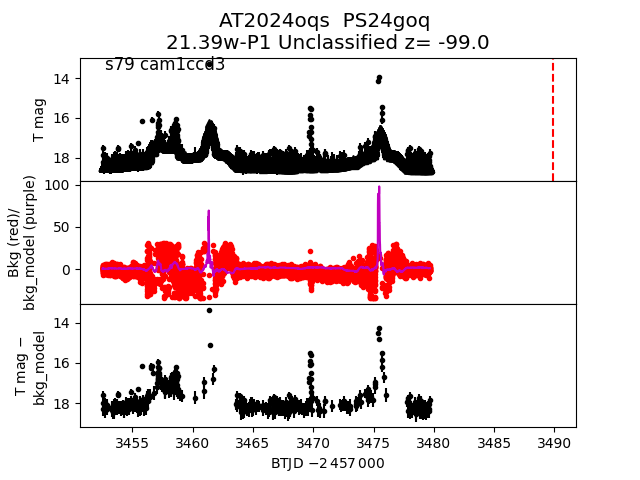 AT2024oqs PS24goq
21.39w-P1 Unclassified z= -99.0
s79 cam1ccd3
14
16
18
T mag
100
50
0
Bkg (red)/
bkg_model (purple)
14
16
18
T mag −
bkg_model
3455 3460 3465 3470 3475 3480 3485 3490
BTJD −2 457 000